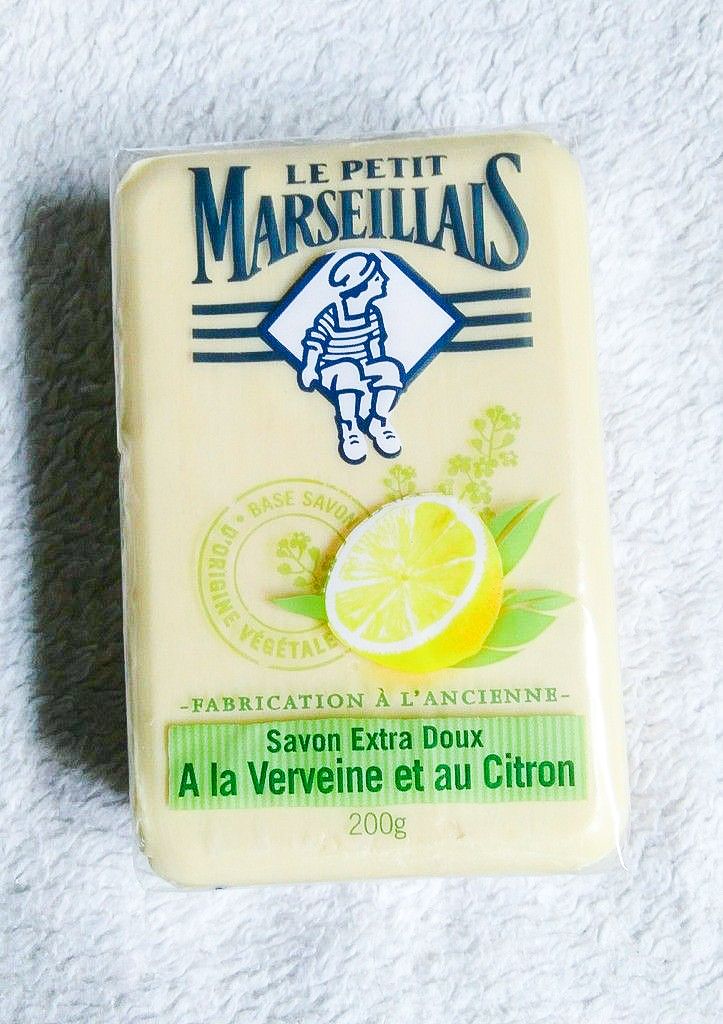 LE PETIT
MARSEILLAIS
• BASE SAVON
D'ORIGINE VÉGÉTALE
-FABRICATION À L'ANCIENNE-
Savon Extra Doux
A la Verveine et au Citron
200g